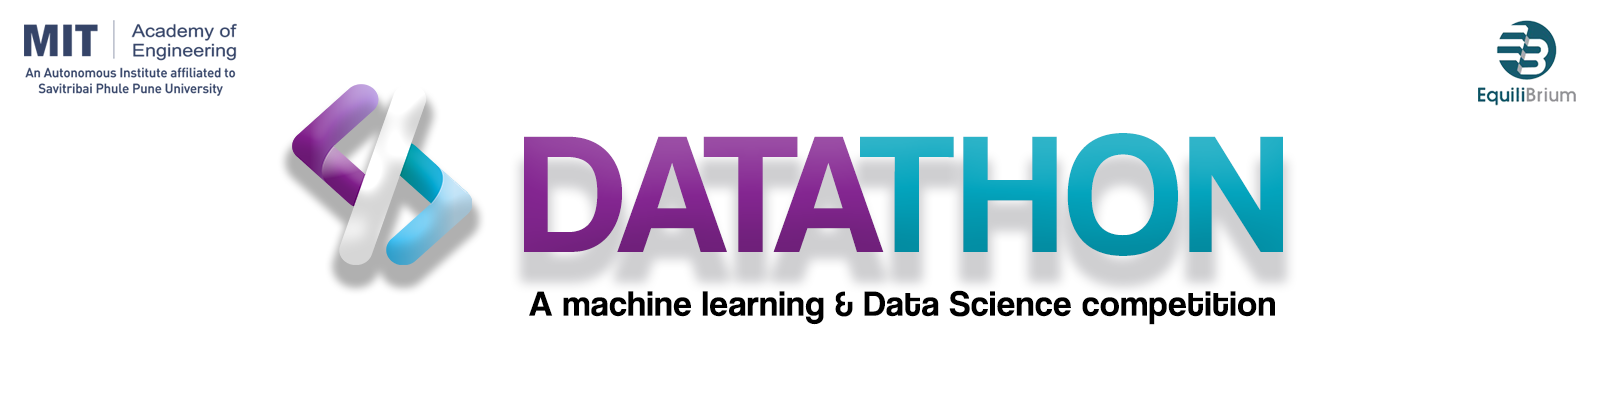 MIT
Academy of
Engineering
An Autonomous Institute affiliated to
Savitribai Phule Pune University
EquiliBrium
DATATHON
A machine learning & Data Science competition